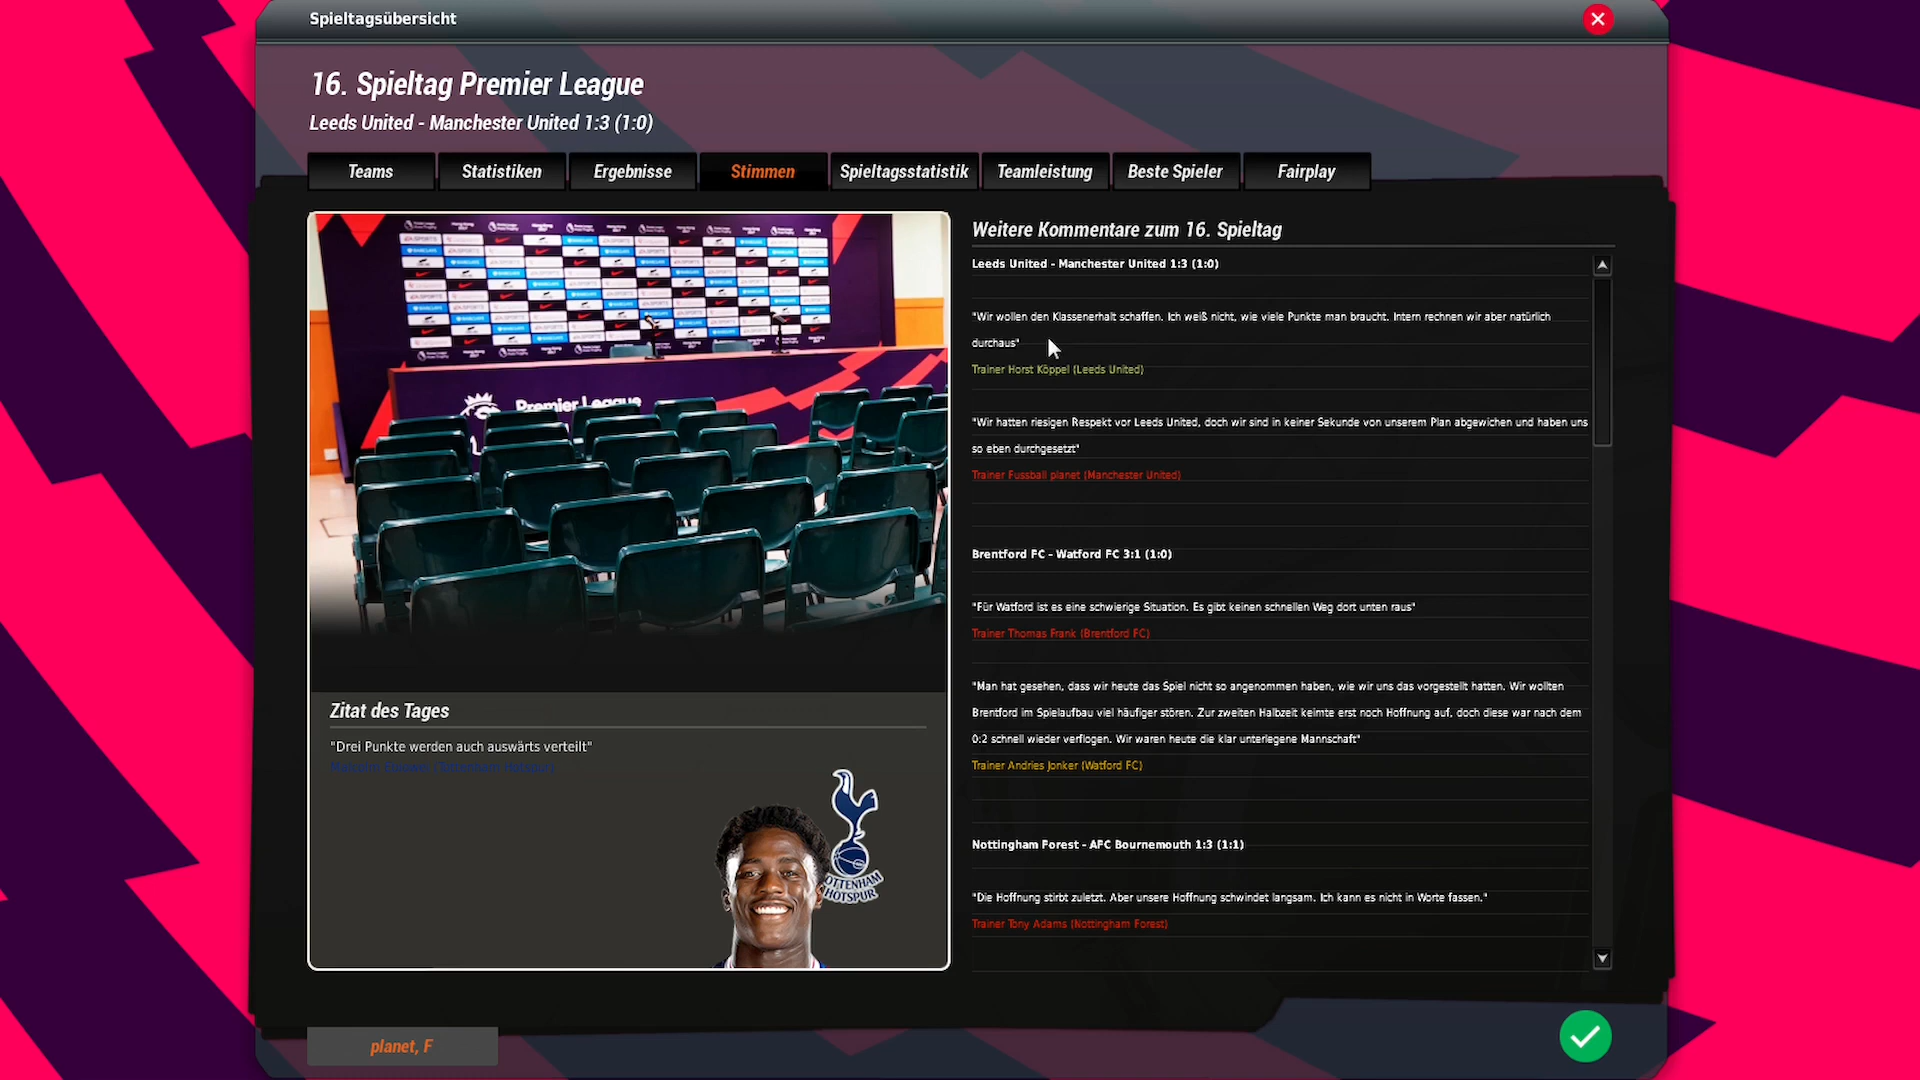 Spieltagsübersicht
16. Spieltag Premier League
Leeds United - Manchester United 1:3 (1:0)
Teams
Statistiken
Ergebnisse
Stimmen
Spieltagsstatistik
Teamleistung
Beste Spieler
Fairplay
Premier League
Zitat des Tages
"Drei Punkte werden auch auswärts verteilt"
(Tottenham Hotspur)
TOTTENHAM
HOTSPUR
Weitere Kommentare zum 16. Spieltag
Leeds United - Manchester United 1:3 (1:0)
"Wir wollen den Klassenerhalt schaffen. Ich weiß nicht, wie viele Punkte man braucht. Intern rechnen wir aber natürlich
durchaus"
Trainer Horst Köppel (Leeds United)
"Wir hatten riesigen Respekt vor Leeds United, doch wir sind in keiner Sekunde von unserem Plan abgewichen und haben uns
so eben durchgesetzt"
Trainer Fussball planet (Manchester United)
Brentford FC - Watford FC 3:1 (1:0)
"Für Watford ist es eine schwierige Situation. Es gibt keinen schnellen Weg dort unten raus"
Trainer Thomas Frank (Brentford FC)
"Man hat gesehen, dass wir heute das Spiel nicht so angenommen haben, wie wir uns das vorgestellt hatten. Wir wollten
Brentford im Spielaufbau viel häufiger stören. Zur zweiten Halbzeit keimte erst noch Hoffnung auf, doch diese war nach dem
0:2 schnell wieder verflogen. Wir waren heute die klar unterlegene Mannschaft"
Trainer Andries Jonker (Watford FC)
Nottingham Forest - AFC Bournemouth 1:3 (1:1)
"Die Hoffnung stirbt zuletzt. Aber unsere Hoffnung schwindet langsam. Ich kann es nicht in Worte fassen."
Trainer Tony Adams (Nottingham Forest)
planet, F